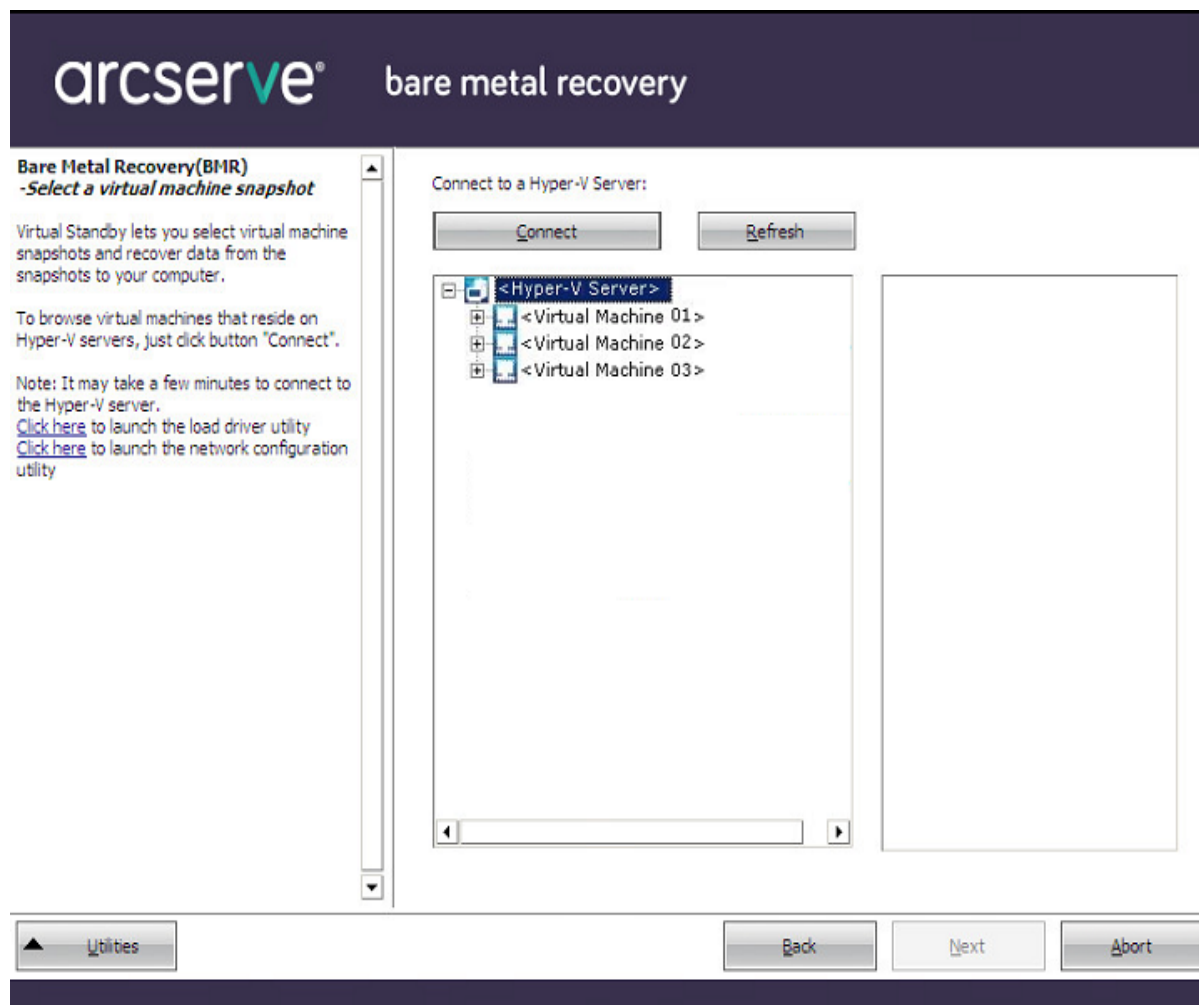 arcserve® bare metal recovery
Bare Metal Recovery(BMR)
-Select a virtual machine snapshot
Virtual Standby lets you select virtual machine
snapshots and recover data from the
snapshots to your computer.
To browse virtual machines that reside on
Hyper-V servers, just click button "Connect".
Note: It may take a few minutes to connect to
the Hyper-V server.
Click here to launch the load driver utility
Click here to launch the network configuration
utility
Connect to a Hyper-V Server:
Connect
Refresh
<Hyper-V Server>
<Virtual Machine 01>
<Virtual Machine 02>
<Virtual Machine 03>
Utilities
Back
Next
Abort